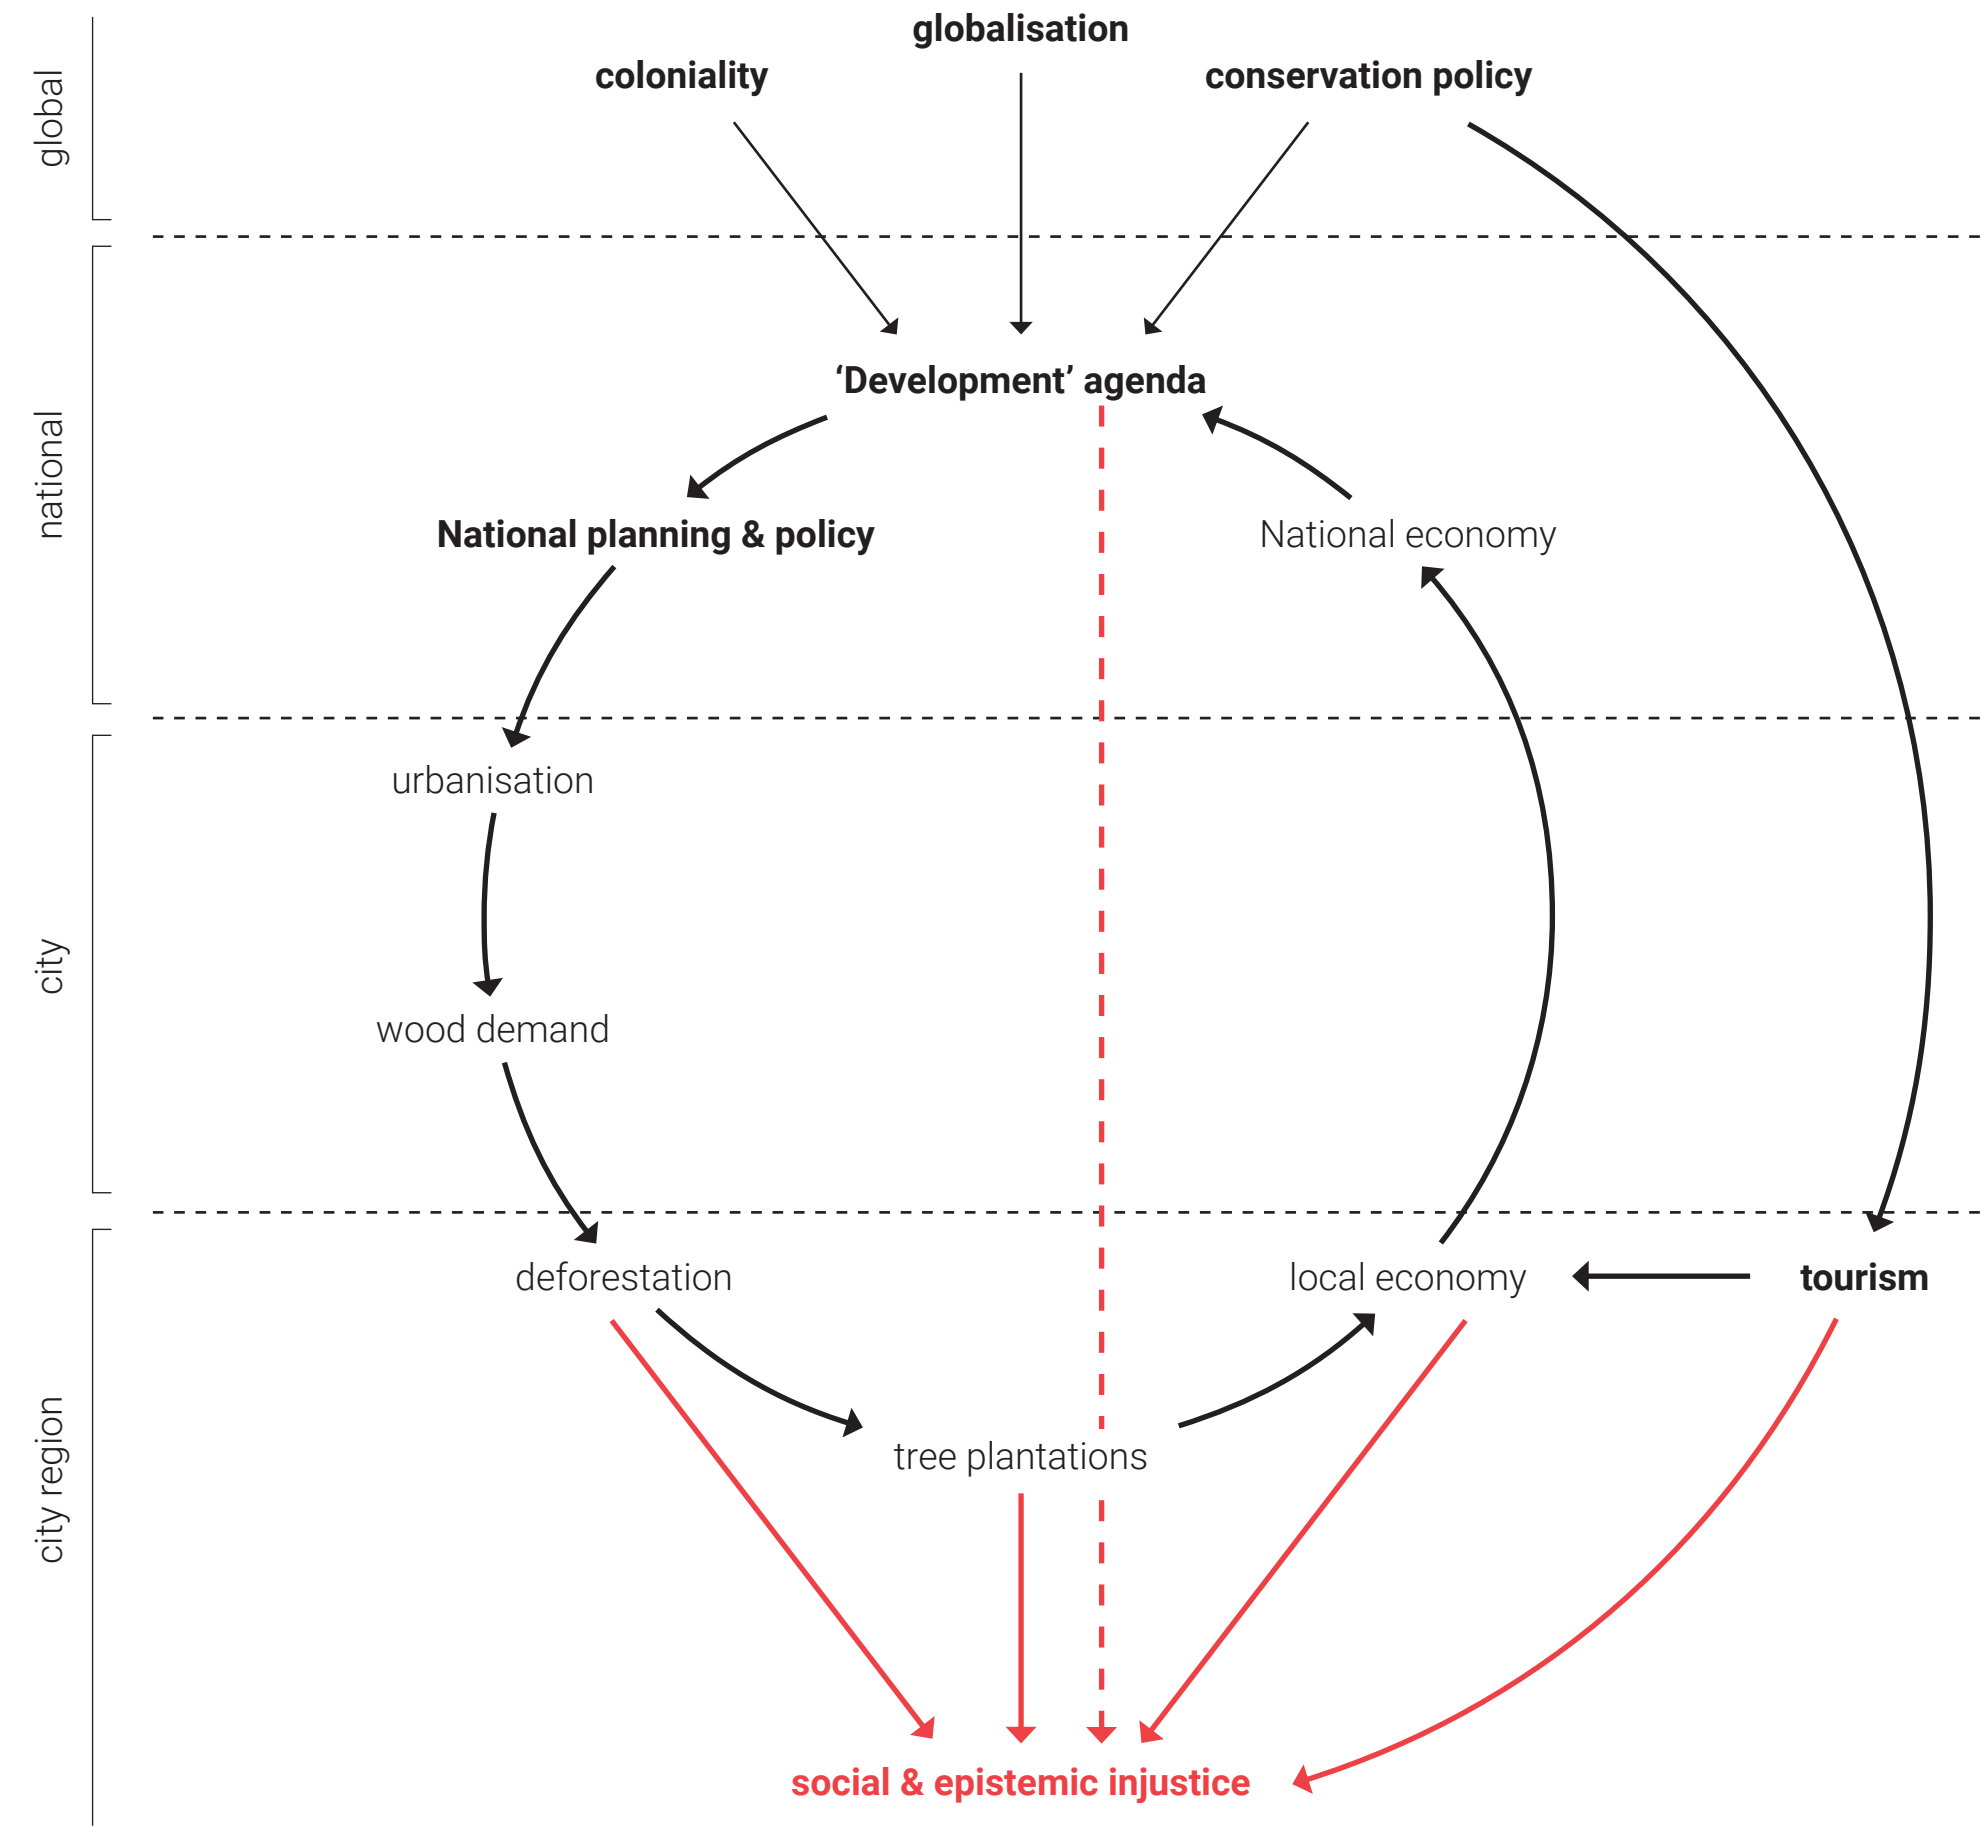 globalisation
coloniality
conservation policy
global
'Development' agenda
national
National planning & policy
National economy
urbanisation
city
wood demand
deforestation
local economy
tourism
tree plantations
city region
social & epistemic injustice